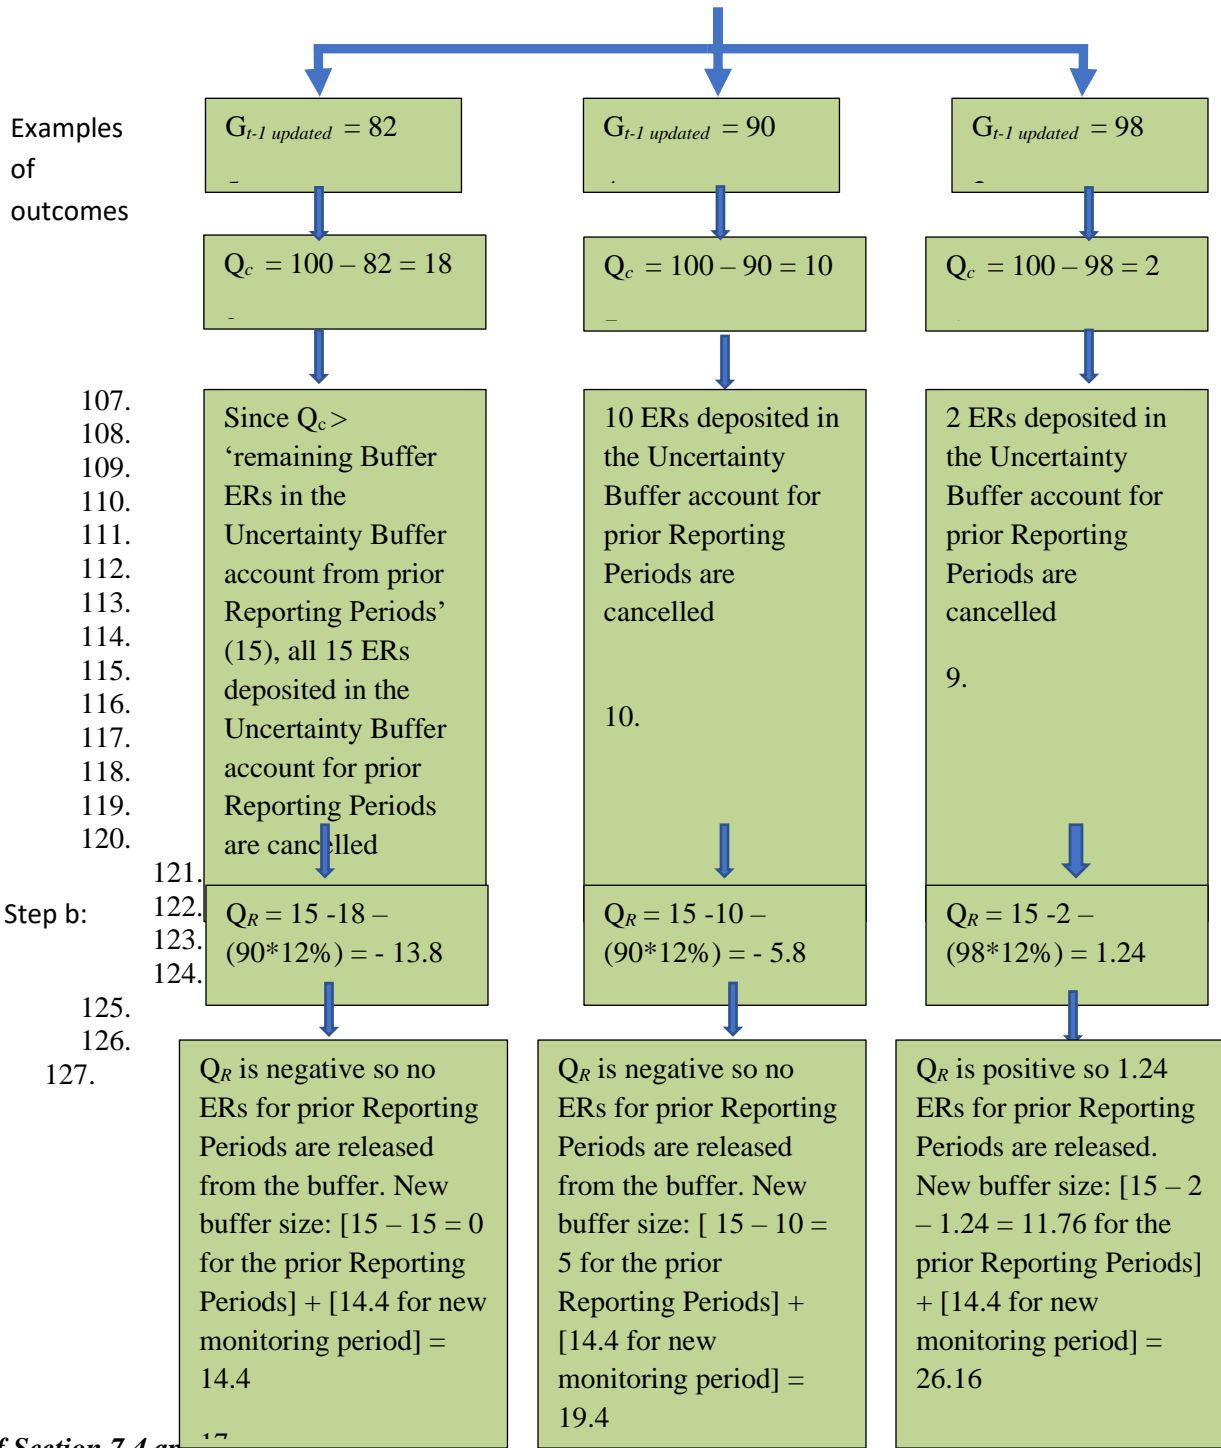 Examples
of
outcomes
G t-1 updated = 82
G t-1 updated = 90
G t-1 updated = 98
Qc = 100 – 82 = 18
Qc = 100 – 90 = 10
Qc = 100 – 98 = 2
107.
108.
109.
110.
111.
112.
113.
114.
115.
116.
117.
118.
119.
120.
121.
Since Qc >
‘remaining Buffer
ERs in the
Uncertainty Buffer
account from prior
Reporting Periods’
(15), all 15 ERs
deposited in the
Uncertainty Buffer
account for prior
Reporting Periods
are cancelled
10 ERs deposited in
the Uncertainty
Buffer account for
prior Reporting
Periods are
cancelled
10.
2 ERs deposited in
the Uncertainty
Buffer account for
prior Reporting
Periods are
cancelled
9.
Step b:
122.
123.
124.
QR = 15 -18 –
(90*12%) = - 13.8
QR = 15 -10 –
(90*12%) = - 5.8
QR = 15 -2 –
(98*12%) = 1.24
125.
126.
127.
QR is negative so no
ERs for prior Reporting
Periods are released
from the buffer. New
buffer size: [15 – 15 = 0
for the prior Reporting
Periods] + [14.4 for new
monitoring period] =
14.4
QR is negative so no
ERs for prior Reporting
Periods are released
from the buffer. New
buffer size: [ 15 – 10 =
5 for the prior
Reporting Periods] +
[14.4 for new
monitoring period] =
19.4
QR is positive so 1.24
ERs for prior Reporting
Periods are released.
New buffer size: [15 – 2
– 1.24 = 11.76 for the
prior Reporting Periods]
+ [14.4 for new
monitoring period] =
26.16
f Section 7.4